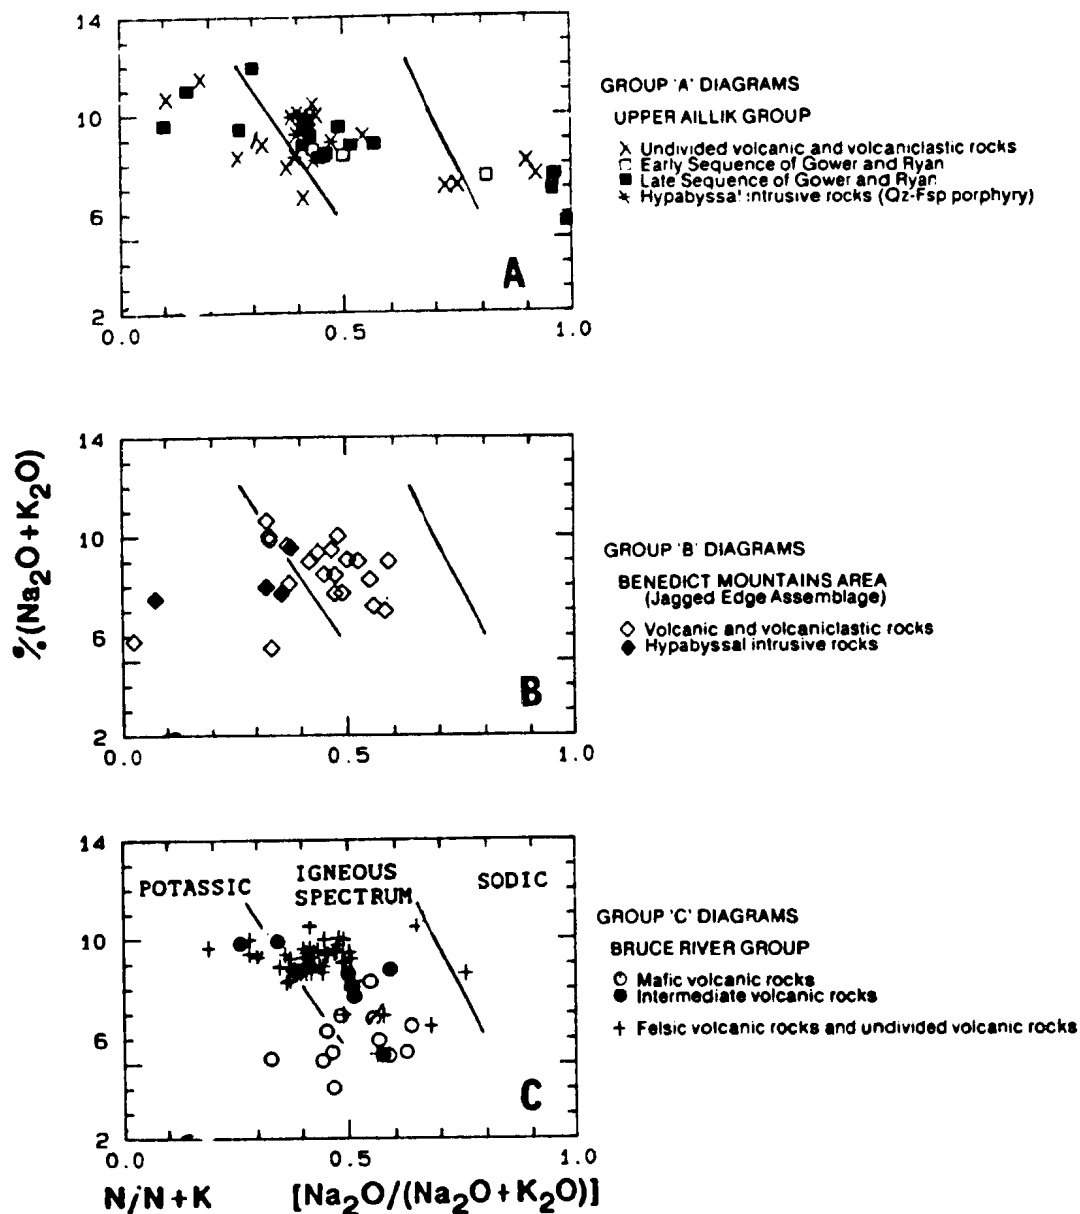 14
10
6
2
0.0
0.5
1.0
A
GROUP 'A' DIAGRAMS
UPPER AILLIK GROUP
Undivided volcanic and volcaniclastic rocks
Early Sequence of Gower and Ryan
Late Sequence of Gower and Ryan
Hypabyssal intrusive rocks (Qz-Fsp porphyry)
%(Na₂O+K₂O)
14
10
6
2
0.0
0.5
1.0
B
GROUP 'B' DIAGRAMS
BENEDICT MOUNTAINS AREA
(Jagged Edge Assemblage)
Volcanic and volcaniclastic rocks
Hypabyssal intrusive rocks
14
10
6
2
0.0
0.5
1.0
POTASSIC
IGNEOUS
SPECTRUM
SODIC
C
GROUP 'C' DIAGRAMS
BRUCE RIVER GROUP
Mafic volcanic rocks
Intermediate volcanic rocks
Felsic volcanic rocks and undivided volcanic rocks
N/N+K [Na₂O/(Na₂O+K₂O)]